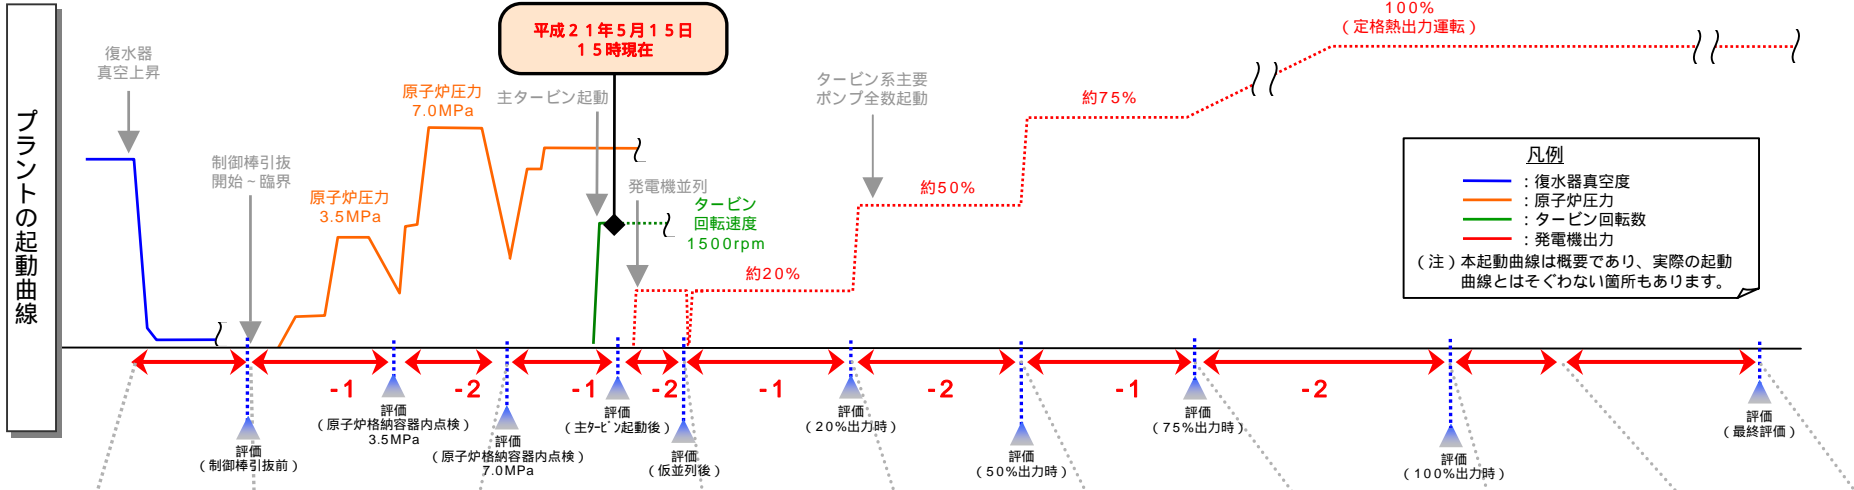 プラントの起動曲線
平成２１年５月１５日
１５時現在
100%
（定格熱出力運転）
復水器
真空上昇
原子炉圧力
7.0MPa
主タービン起動
タービン系主要
ポンプ全数起動
約75%
制御棒引抜
開始～臨界
原子炉圧力
3.5MPa
発電機並列
タービン
回転速度
1500rpm
約50%
約20%
凡例
：復水器真空度
：原子炉圧力
：タービン回転数
：発電機出力
（注）本起動曲線は概要であり、実際の起動
曲線とはそぐわない箇所もあります。
-1
-2
-1
-2
-1
-2
-1
-2
評価
（制御棒引抜前）
評価
（原子炉格納容器内点検）
3.5MPa
評価
（原子炉格納容器内点検）
7.0MPa
評価
（主ﾀｰﾋﾞﾝ起動後）
評価
（仮並列後）
評価
（20%出力時）
評価
（50%出力時）
評価
（75%出力時）
評価
（100%出力時）
評価
（最終評価）